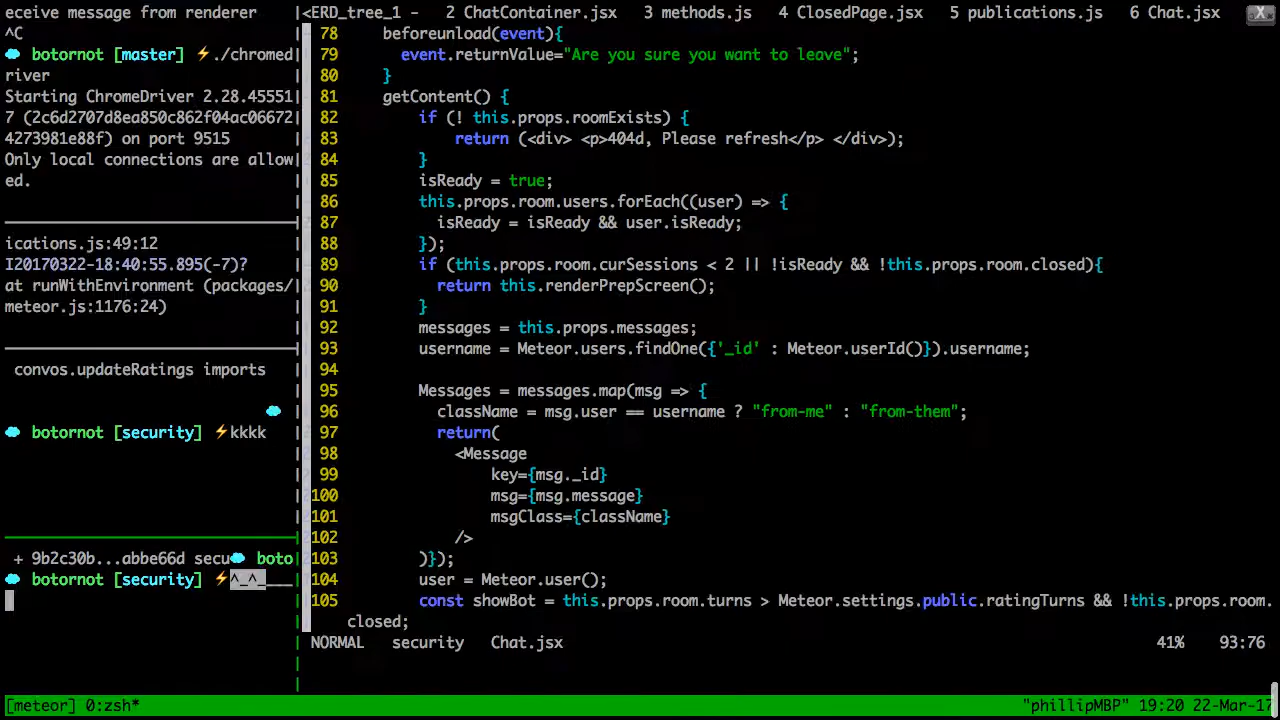 eceive message from renderer
^C
botornot [master] ⚡./chromed
river
Starting ChromeDriver 2.28.45551
7 (2c6d2707d8ea850c862f04ac06672
4273981e88f) on port 9515
Only local connections are allow
ed.
ications.js:49:12
I20170322-18:40:55.895(-7)?
at runWithEnvironment (packages/
meteor.js:1176:24)
convos.updateRatings imports
botornot [security] ⚡kkkk
+ 9b2c30b...abbe66d secu☁ boto
botornot [security] ⚡^_^____
<ERD_tree_1 - 2 ChatContainer.jsx 3 methods.js 4 ClosedPage.jsx 5 publications.js 6 Chat.jsx X
78 beforeunload(event){
79 event.returnValue="Are you sure you want to leave";
80 }
81 getContent() {
82 if (! this.props.roomExists) {
83 return (<div> <p>404d, Please refresh</p> </div>);
84 }
85 isReady = true;
86 this.props.room.users.forEach((user) => {
87 isReady = isReady && user.isReady;
88 });
89 if (this.props.room.curSessions < 2 || !isReady && !this.props.room.closed){
90 return this.renderPrepScreen();
91 }
92 messages = this.props.messages;
93 username = Meteor.users.findOne({'_id' : Meteor.userId()}).username;
94
95 Messages = messages.map(msg => {
96 className = msg.user == username ? "from-me" : "from-them";
97 return(
98 <Message
99 key={msg._id}
100 msg={msg.message}
101 msgClass={className}
102 />
103 )});
104 user = Meteor.user();
105 const showBot = this.props.room.turns > Meteor.settings.public.ratingTurns && !this.props.room.
closed;
NORMAL security Chat.jsx 41% 93:76
[meteor] 0:zsh* "phillipMBP" 19:20 22-Mar-17